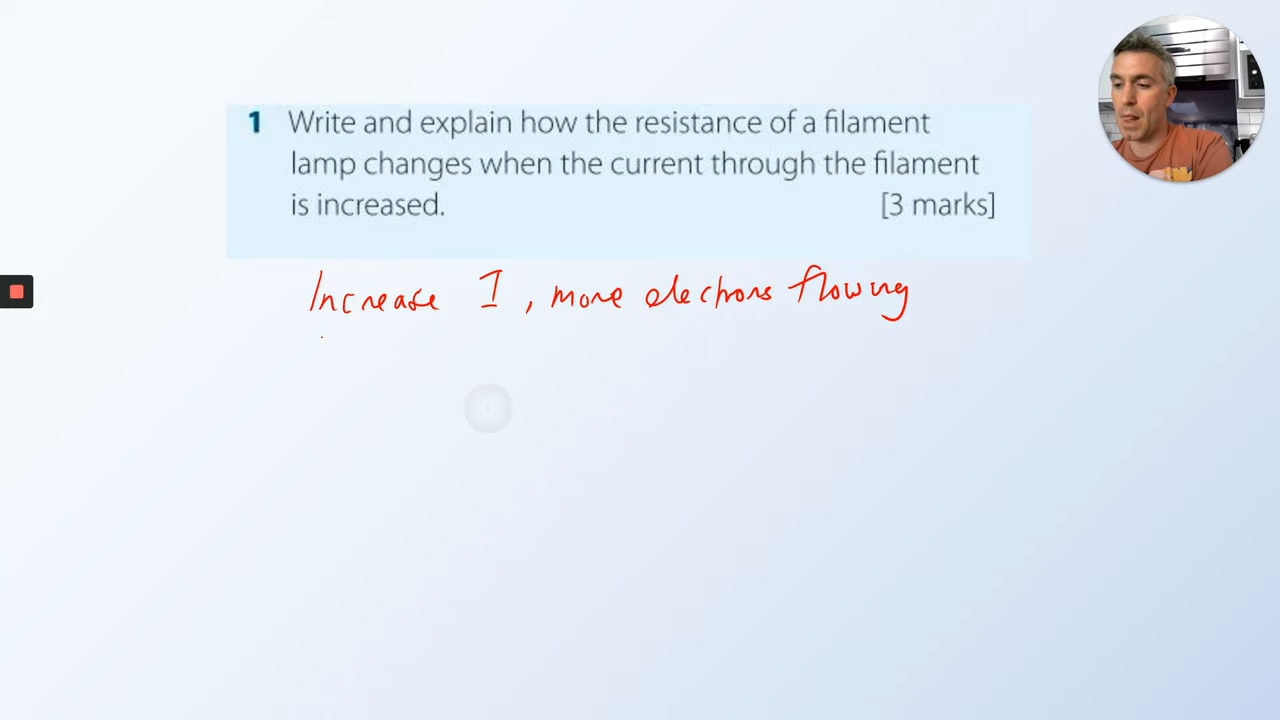 1 Write and explain how the resistance of a filament
lamp changes when the current through the filament
is increased. [3 marks]
Increase I, more electrons flowing